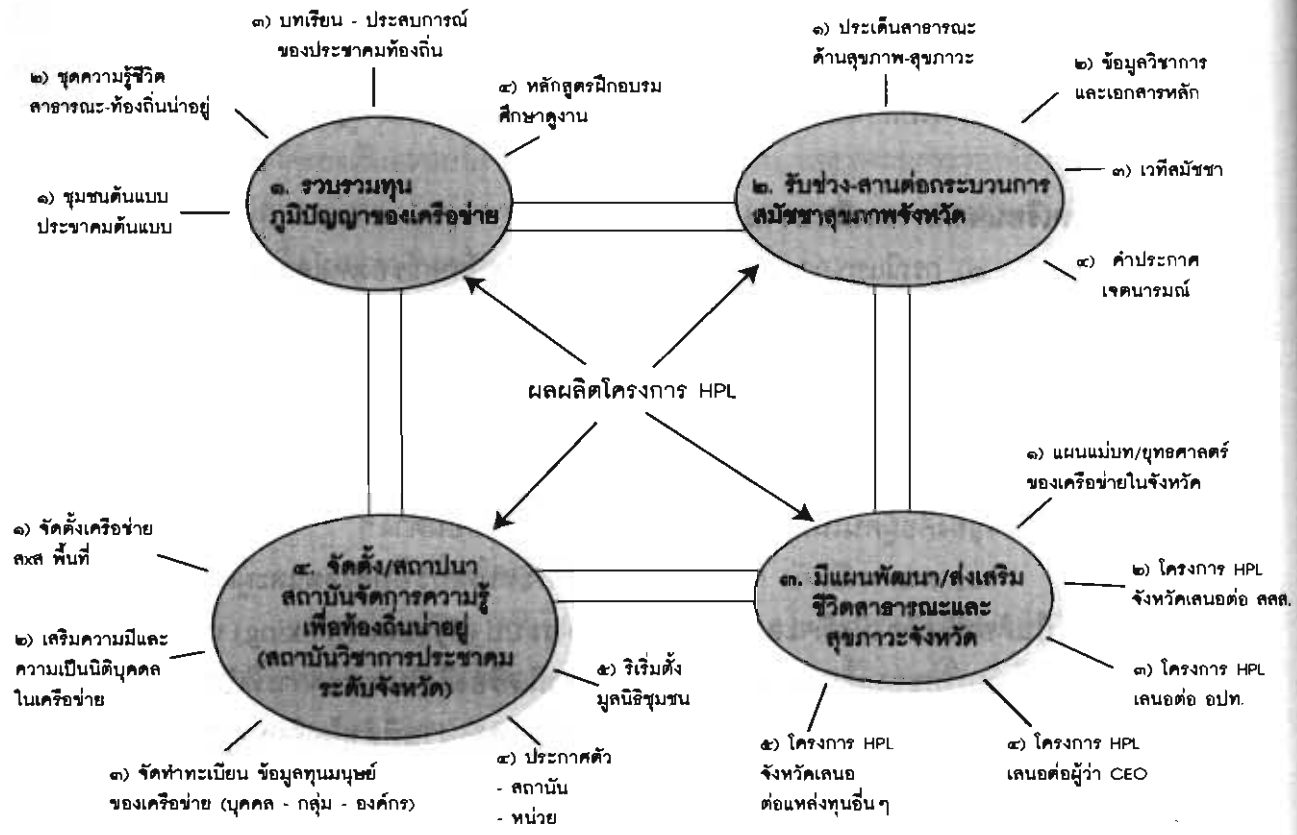 ๓) บทเรียน - ประสบการณ์
ของประชาคมท้องถิ่น
๒) ชุดความรู้ชีวิต
สาธารณะ-ท้องถิ่นน่าอยู่
๔) หลักสูตรฝึกอบรม
ศึกษาดูงาน
๑) ชุมชนต้นแบบ
ประชาคมต้นแบบ
๑. รวบรวมทุน
ภูมิปัญญาของเครือข่าย
๑) ประเด็นสาธารณะ
ด้านสุขภาพ-สุขภาวะ
๒) ข้อมูลวิชาการ
และเอกสารหลัก
๓) เวทีสมัชชา
๒. รับช่วง-สานต่อกระบวนการ
สมัชชาสุขภาพจังหวัด
๔) คำประกาศ
เจตนารมณ์
ผลผลิตโครงการ HPL
๑) แผนแม่บท/ยุทธศาสตร์
ของเครือข่ายในจังหวัด
๒) โครงการ HPL
จังหวัดเสนอต่อ สสส.
๓. มีแผนพัฒนา/ส่งเสริม
ชีวิตสาธารณะและ
สุขภาวะจังหวัด
๓) โครงการ HPL
เสนอต่อ อปท.
๔) โครงการ HPL
เสนอต่อผู้ว่า CEO
๕) โครงการ HPL
จังหวัดเสนอ
ต่อแหล่งทุนอื่นๆ
๑) จัดตั้งเครือข่าย
สxส พื้นที่
๔. จัดตั้ง/สถาปนา
สถาบันจัดการความรู้
เพื่อท้องถิ่นน่าอยู่
(สถาบันวิชาการประชาคม
ระดับจังหวัด)
๒) เสริมความมีและ
ความเป็นนิติบุคคล
ในเครือข่าย
๓) จัดทำทะเบียน ข้อมูลทุนมนุษย์
ของเครือข่าย (บุคคล - กลุ่ม - องค์กร)
๔) ประกาศตัว
- สถานัน
- หน่วย
๕) ริเริ่มตั้ง
มูลนิธิชุมชน